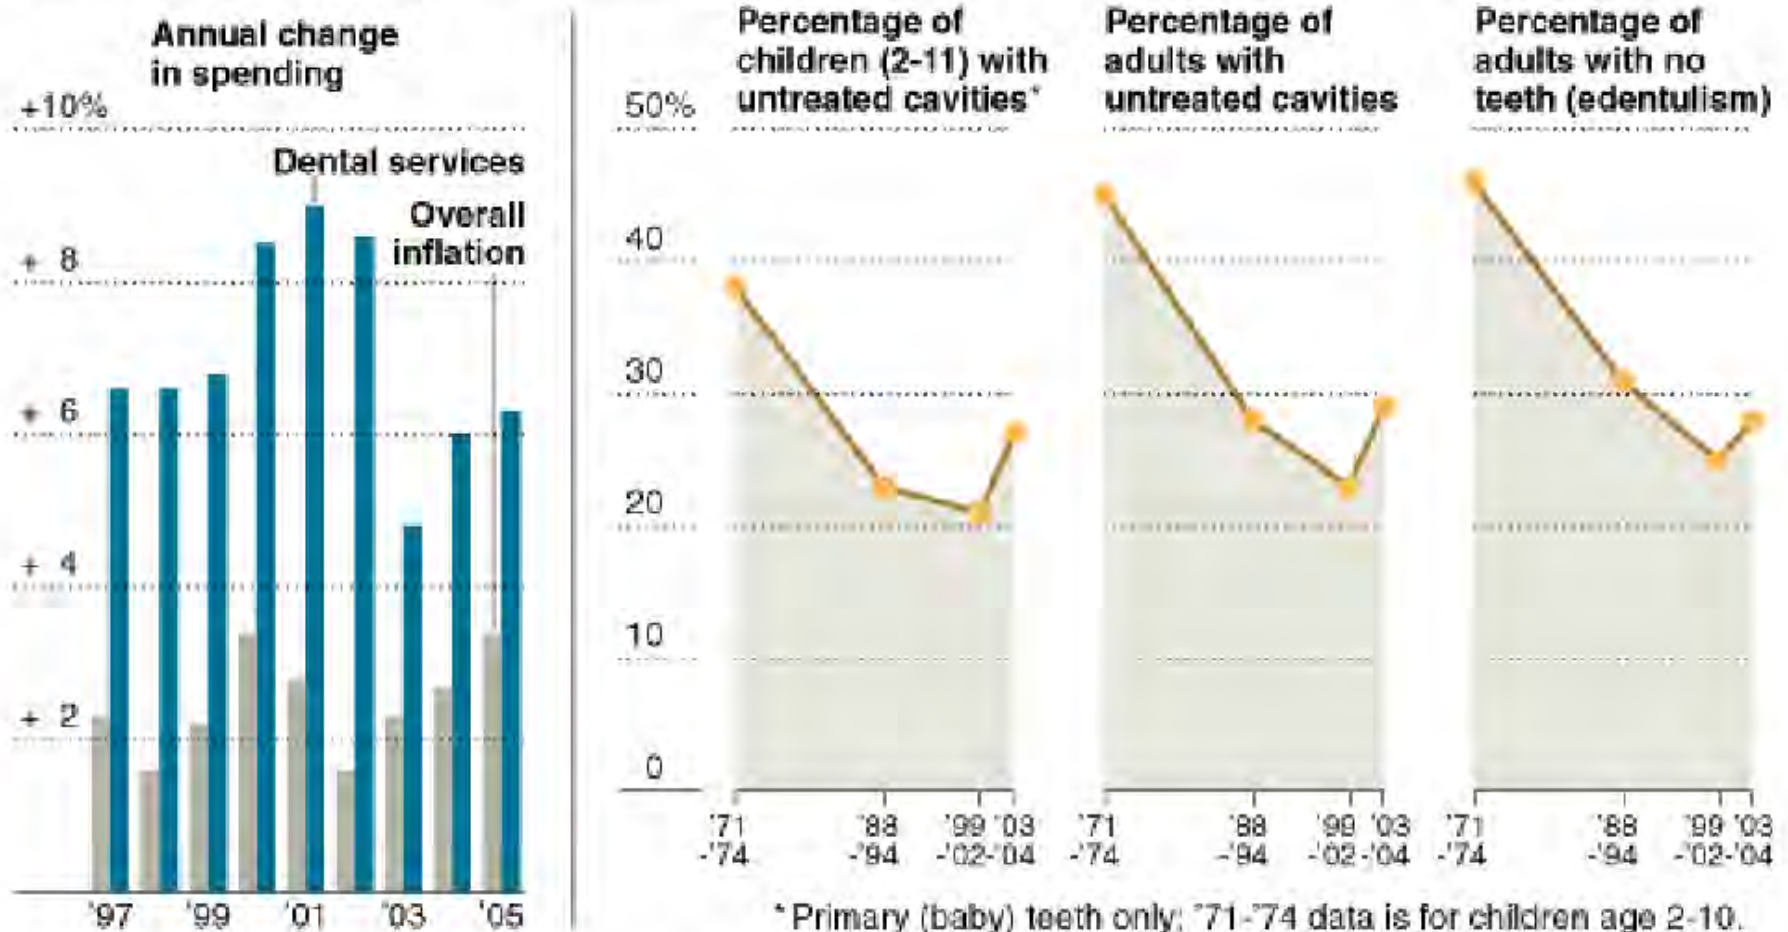 Annual change
in spending
+10%
Dental services
Overall
inflation
+ 8
+ 6
+ 4
+ 2
'97 '99 '01 '03 '05
Percentage of
children (2-11) with
untreated cavities*
50%
40
30
20
10
0
'71 '88 '99 '03
-'74 -'94 -'02-'04
Percentage of
adults with
untreated cavities
'71 '88 '99 '03
-'74 -'94 -'02-'04
Percentage of
adults with no
teeth (edentulism)
'71 '88 '99 '03
-'74 -'94 -'02-'04
*Primary (baby) teeth only; '71-'74 data is for children age 2-10.